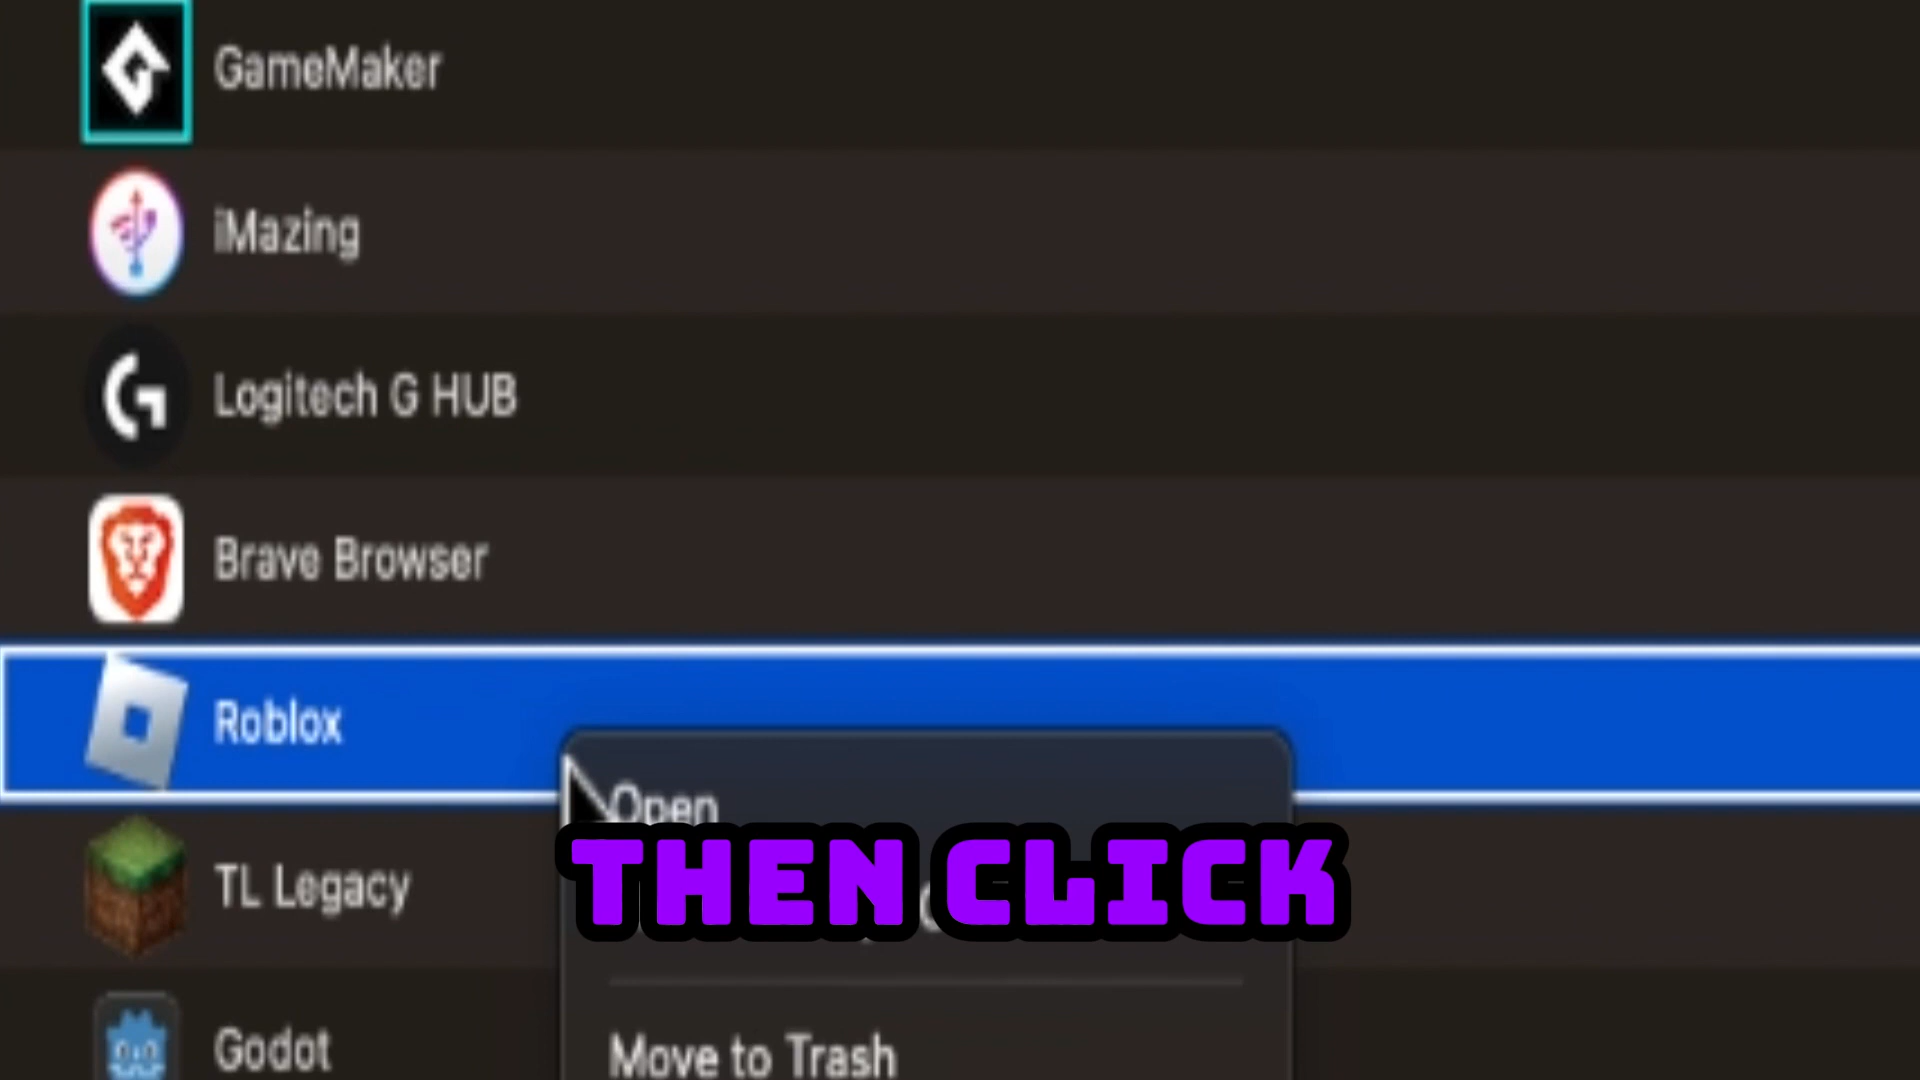 GameMaker
iMazing
Logitech G HUB
Brave Browser
Roblox
Open
THEN CLICK
TL Legacy
Move to Trash
Godot